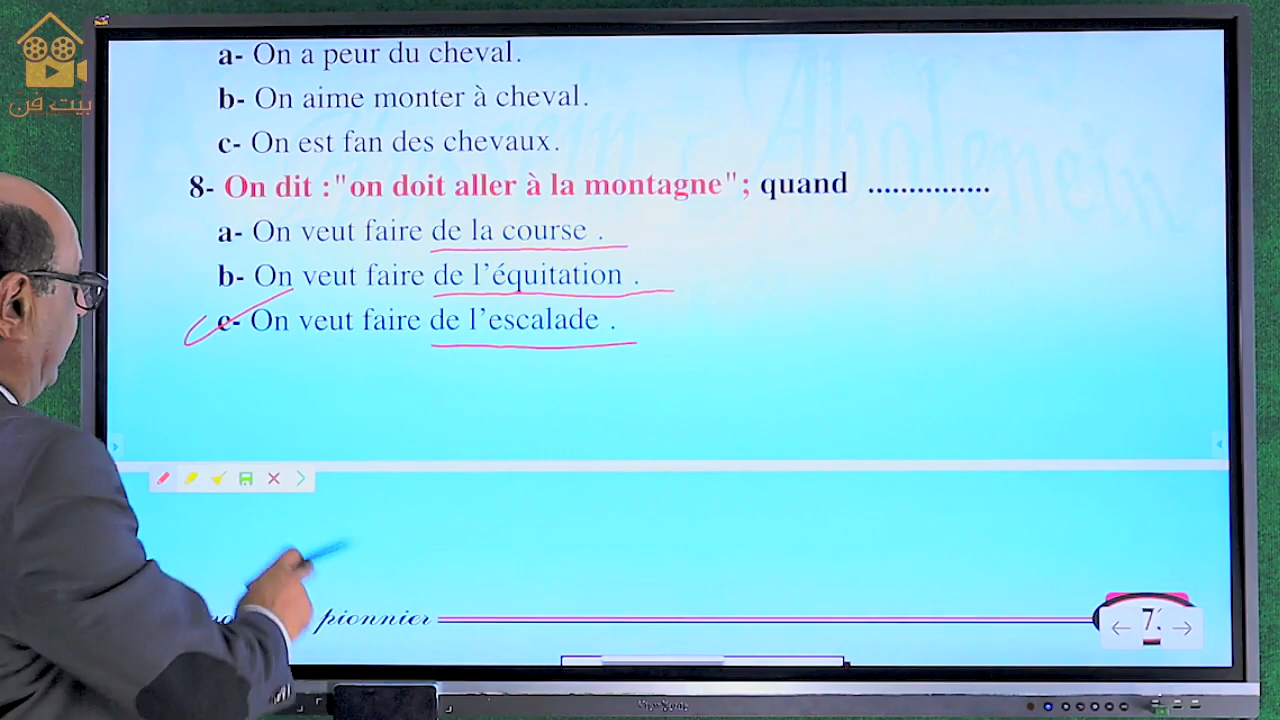 بيت فن
a- On a peur du cheval.
b- On aime monter à cheval.
c- On est fan des chevaux.
8- On dit :"on doit aller à la montagne"; quand ...............
a- On veut faire de la course .
b- On veut faire de l'équitation .
c- On veut faire de l'escalade .
pionnier
ViewSonic